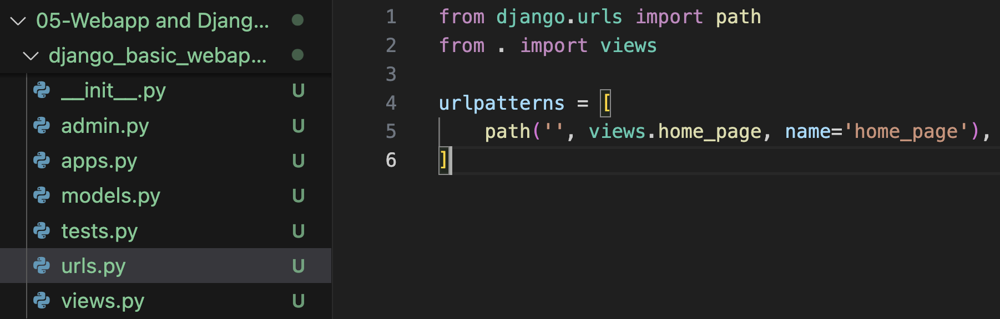 05-Webapp and Djang...
django_basic_webap...
__init__.py U
admin.py U
apps.py U
models.py U
tests.py U
urls.py U
views.py U
1 from django.urls import path
2 from . import views
3
4 urlpatterns = [
5     path('', views.home_page, name='home_page'),
6 ]